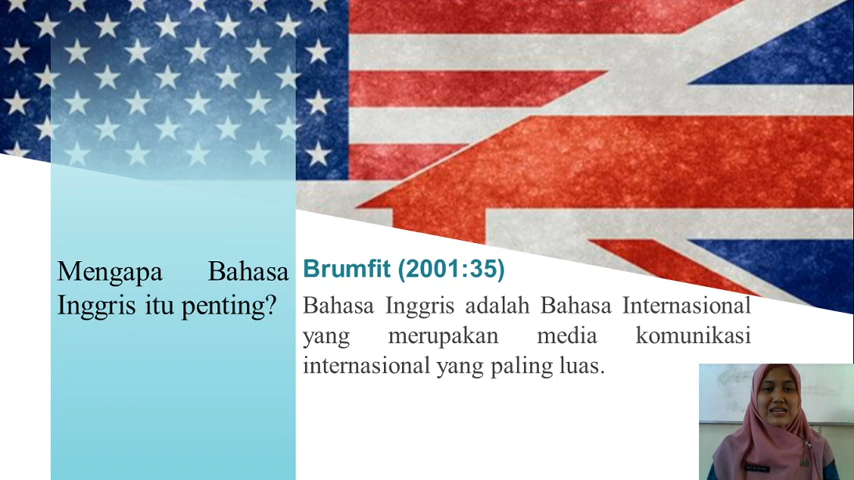 Mengapa Bahasa
Inggris itu penting?
Brumfit (2001:35)
Bahasa Inggris adalah Bahasa Internasional
yang merupakan media komunikasi
internasional yang paling luas.